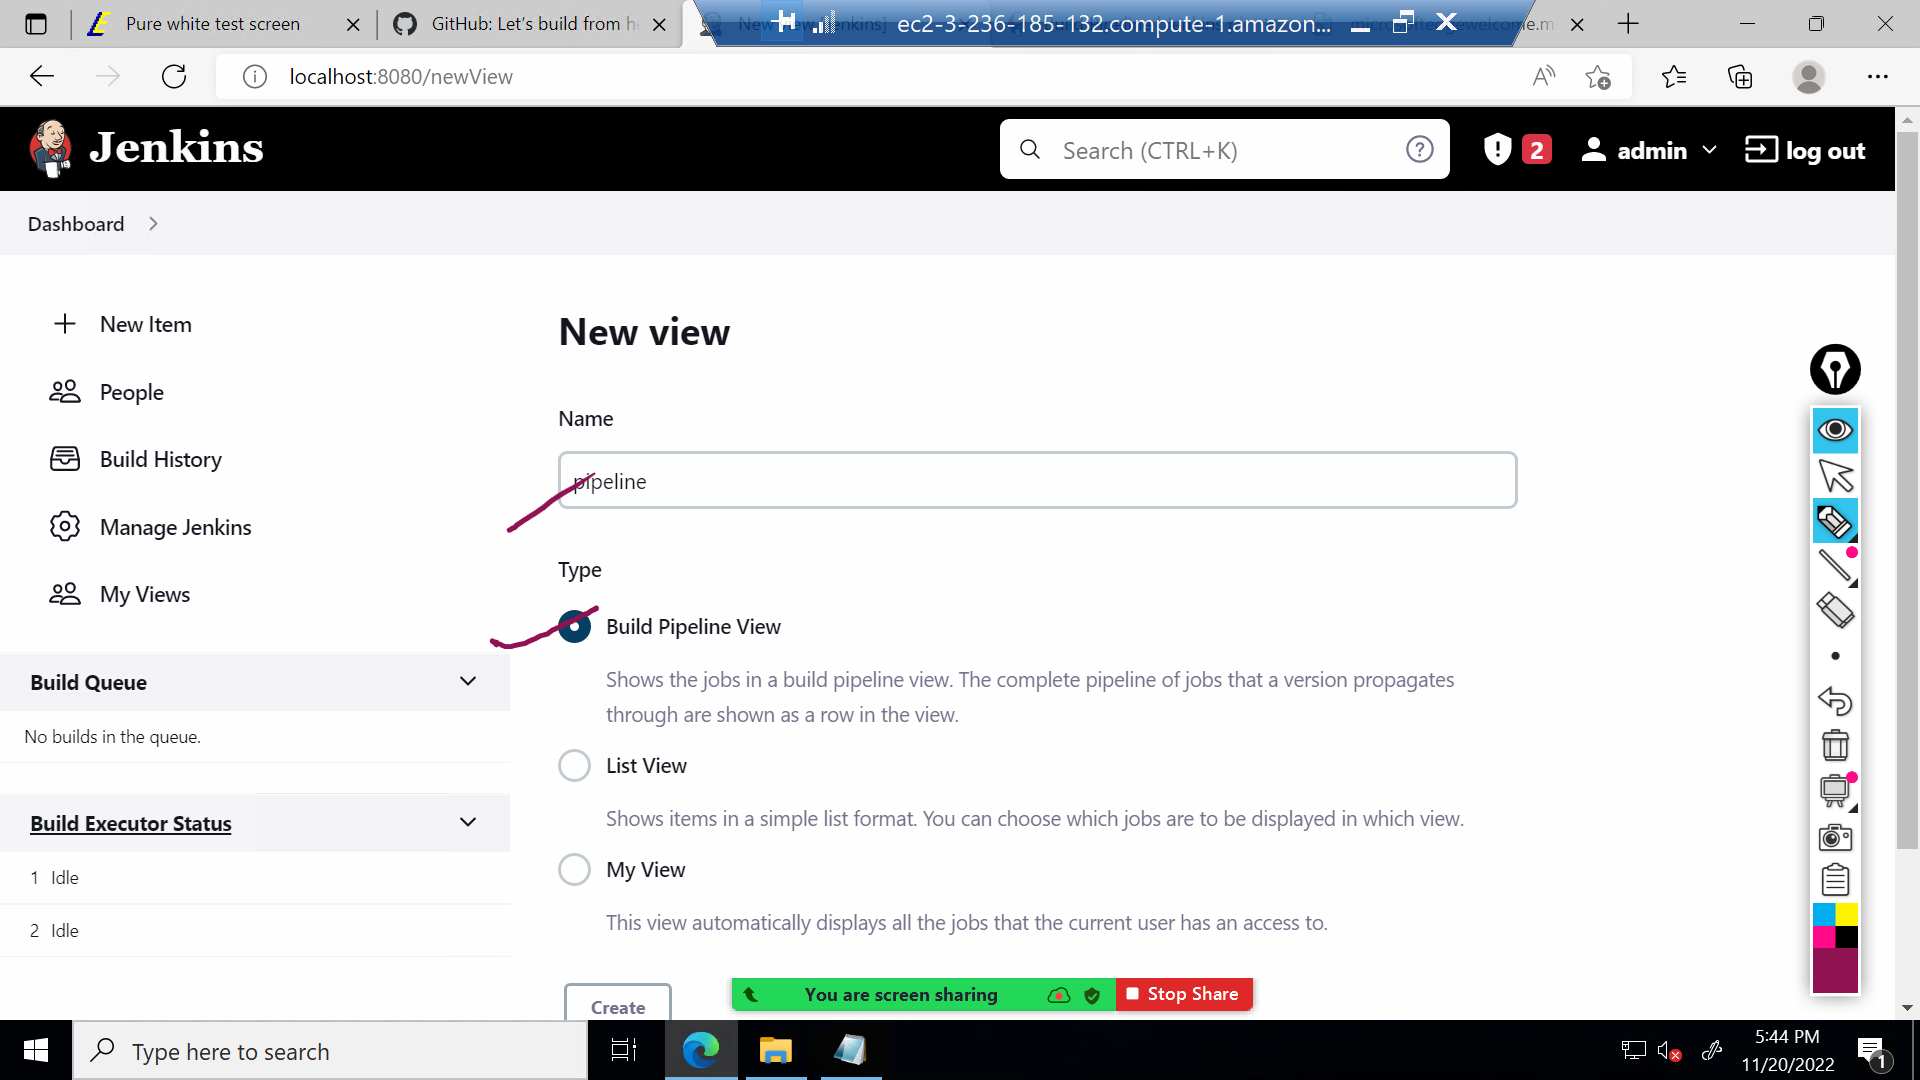 Pure white test screen
GitHub: Let's build from he
New view [Jenkins]
ec2-3-236-185-132.compute-1.amazon...
localhost:8080/newView
Jenkins
Search (CTRL+K)
2
admin
log out
Dashboard
New Item
People
Build History
Manage Jenkins
My Views
Build Queue
No builds in the queue.
Build Executor Status
1 Idle
2 Idle
New view
Name
pipeline
Type
Build Pipeline View
Shows the jobs in a build pipeline view. The complete pipeline of jobs that a version propagates
through are shown as a row in the view.
List View
Shows items in a simple list format. You can choose which jobs are to be displayed in which view.
My View
This view automatically displays all the jobs that the current user has an access to.
Create
You are screen sharing
Stop Share
Type here to search
5:44 PM
11/20/2022
1